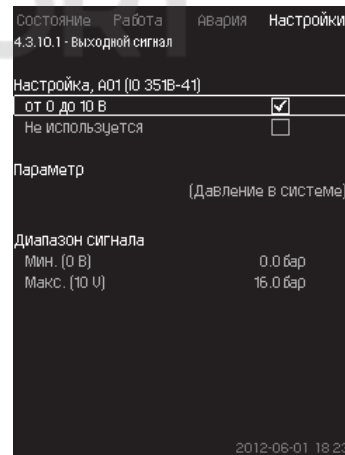 Состояние Работа Авария Настройки
4.3.10.1 - Выходной сигнал
Настройка, A01 (IO 351B-41)
от 0 до 10 В
Не используется
Параметр
(Давление в системе)
Диапазон сигнала
Мин. (0 В) 0.0 бар
Макс. (10 V) 16.0 бар
2012-06-01 18:23